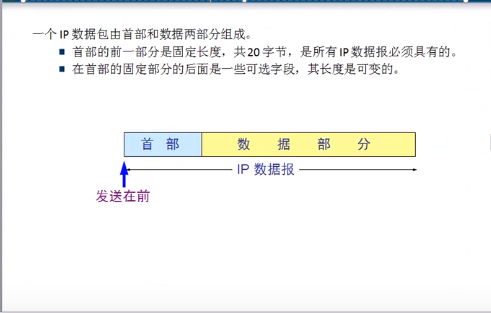 一个 IP 数据包由首部和数据两部分组成。
■ 首部的前一部分是固定长度，共 20 字节，是所有 IP 数据报必须具有的。
■ 在首部的固定部分的后面是一些可选字段，其长度是可变的。
首 部 数 据 部 分
IP 数据报
发送在前